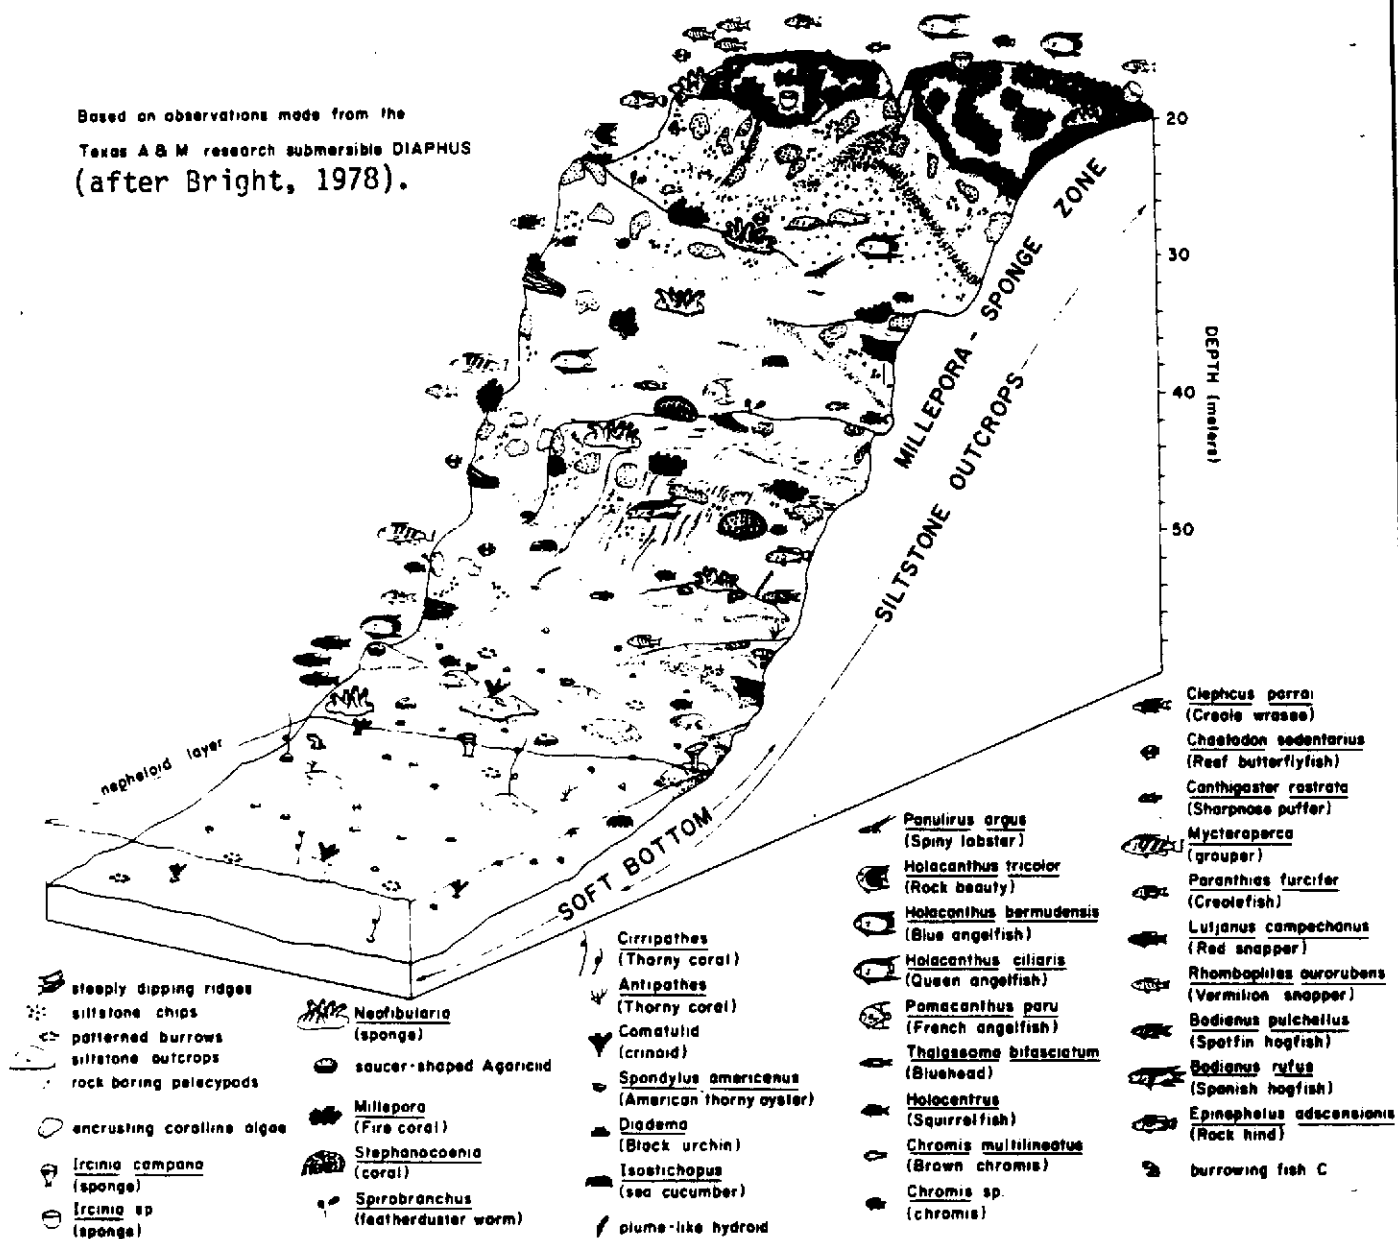 Based on observations made from the
Texas A & M research submersible DIAPHUS
(after Bright, 1978).
20
30
40
50
DEPTH (meters)
MILLEPORA - SPONGE ZONE
SILTSTONE OUTCROPS
SOFT BOTTOM
nepheloid layer
steeply dipping ridges
siltstone chips
patterned burrows
siltstone outcrops
rock boring pelecypods
encrusting coralline algae
Ircinia campana
(sponge)
Ircinia sp
(sponge)
Neofibularia
(sponge)
saucer-shaped Agariciid
Millepora
(Fire coral)
Stephanocoenia
(coral)
Spirobranchus
(featherduster worm)
Cirripathes
(Thorny coral)
Antipathes
(Thorny coral)
Comatulid
(crinoid)
Spondylus americanus
(American thorny oyster)
Diadema
(Black urchin)
Isostichopus
(sea cucumber)
plume-like hydroid
Panulirus argus
(Spiny lobster)
Holacanthus tricolor
(Rock beauty)
Holacanthus bermudensis
(Blue angelfish)
Holacanthus ciliaris
(Queen angelfish)
Pomacanthus paru
(French angelfish)
Thalassoma bifasciatum
(Bluehead)
Holocentrus
(Squirrelfish)
Chromis multilineatus
(Brown chromis)
Chromis sp.
(chromis)
Clepticus parrai
(Creole wrasse)
Chaetodon sedentarius
(Reef butterflyfish)
Canthigaster rostrata
(Sharpnose puffer)
Mycteroperca
(grouper)
Paranthias furcifer
(Creolefish)
Lutjanus campechanus
(Red snapper)
Rhomboplites aurorubens
(Vermilion snapper)
Bodianus pulchellus
(Spotfin hogfish)
Bodianus rufus
(Spanish hogfish)
Epinephelus adscensionis
(Rock hind)
burrowing fish C